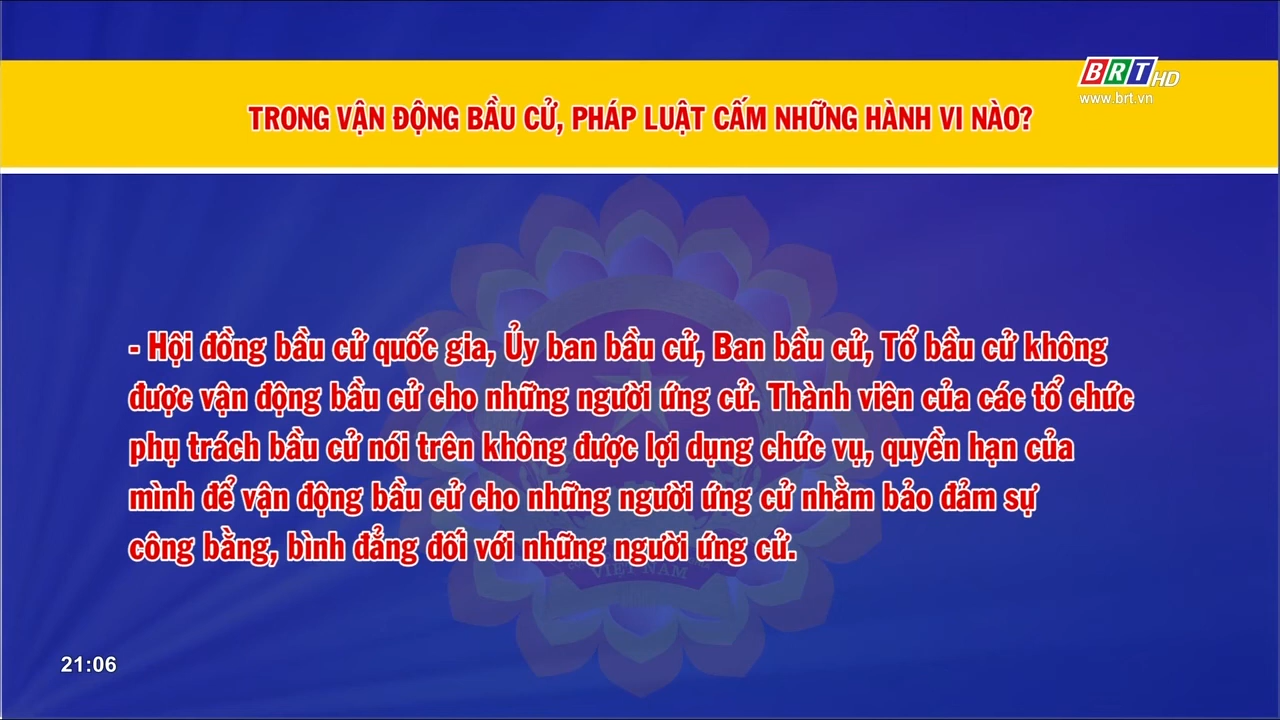 BRT HD
www.brt.vn
TRONG VẬN ĐỘNG BẦU CỬ, PHÁP LUẬT CẤM NHỮNG HÀNH VI NÀO?
- Hội đồng bầu cử quốc gia, Ủy ban bầu cử, Ban bầu cử, Tổ bầu cử không
được vận động bầu cử cho những người ứng cử. Thành viên của các tổ chức
phụ trách bầu cử nói trên không được lợi dụng chức vụ, quyền hạn của
mình để vận động bầu cử cho những người ứng cử nhằm bảo đảm sự
công bằng, bình đẳng đối với những người ứng cử.
VIỆT NAM
21:06